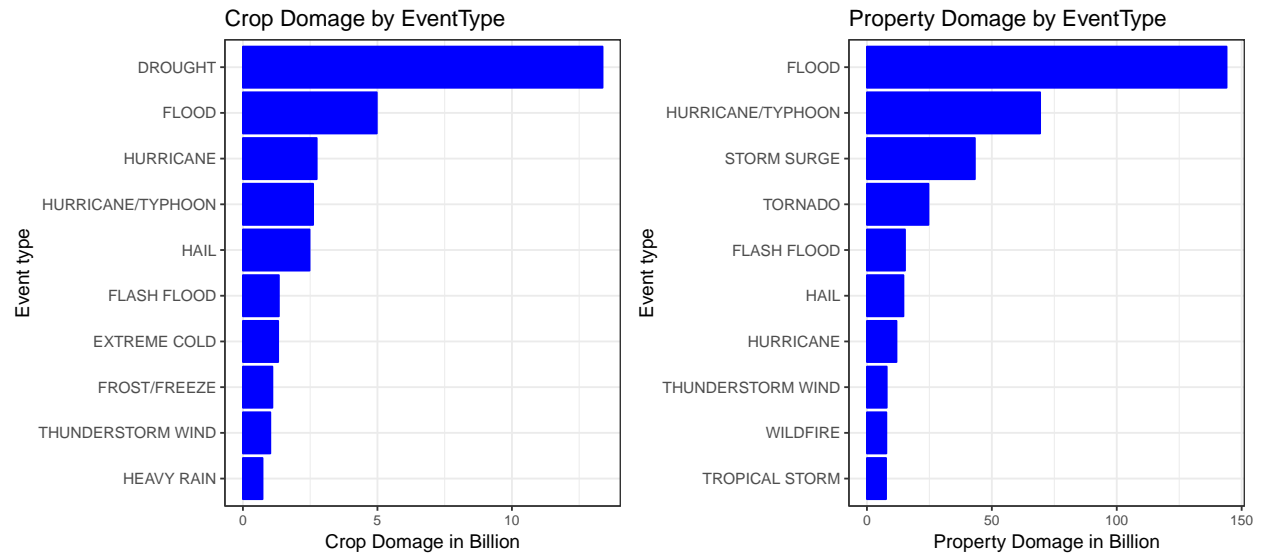 Crop Domage by EventType
Event type
DROUGHT
FLOOD
HURRICANE
HURRICANE/TYPHOON
HAIL
FLASH FLOOD
EXTREME COLD
FROST/FREEZE
THUNDERSTORM WIND
HEAVY RAIN
0 5 10
Crop Domage in Billion
Property Domage by EventType
Event type
FLOOD
HURRICANE/TYPHOON
STORM SURGE
TORNADO
FLASH FLOOD
HAIL
HURRICANE
THUNDERSTORM WIND
WILDFIRE
TROPICAL STORM
0 50 100 150
Property Domage in Billion